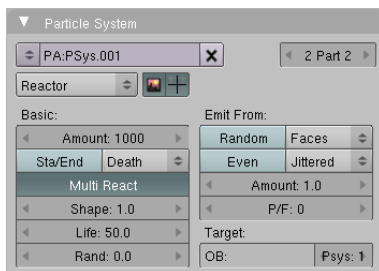 Particle System
PA:PSys.001
2 Part 2
Reactor
Basic:
Emit From:
Amount: 1000
Random Faces
Sta/End Death
Even Jittered
Multi React
Amount: 1.0
Shape: 1.0
P/F: 0
Life: 50.0
Target:
Rand: 0.0
OB:
Psys: 1